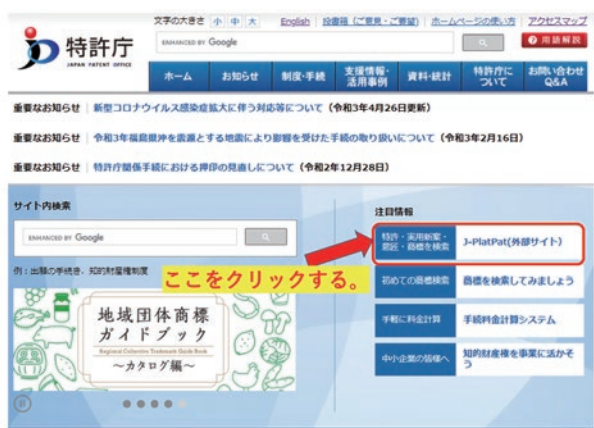 文字の大きさ 小 中 大 English 設書箱(ご意見・ご要望) ホームページの使い方 アクセスマップ
特許庁
JAPAN PATENT OFFICE
ENHANCED BY Google
用語解説
ホーム お知らせ 制度・手続 支援情報・活用事例 資料・統計 特許庁について お問い合わせQ&A
重要なお知らせ 新型コロナウイルス感染症拡大に伴う対応等について(令和3年4月26日更新)
重要なお知らせ 令和3年福島県沖を震源とする地震により影響を受けた手続の取り扱いについて(令和3年2月16日)
重要なお知らせ 特許庁関係手続における押印の見直しについて(令和2年12月28日)
サイト内検索
ENHANCED BY Google
例:出願の手続き、知的財産権制度
ここをクリックする。
地域団体商標
ガイドブック
Regional Collective Trademark Guide Book
~カタログ編~
注目情報
特許・実用新案・意匠・商標を検索 J-PlatPat(外部サイト)
初めての商標検索 商標を検索してみましょう
手軽に料金計算 手続料金計算システム
中小企業の皆様へ 知的財産権を事業に活かそう